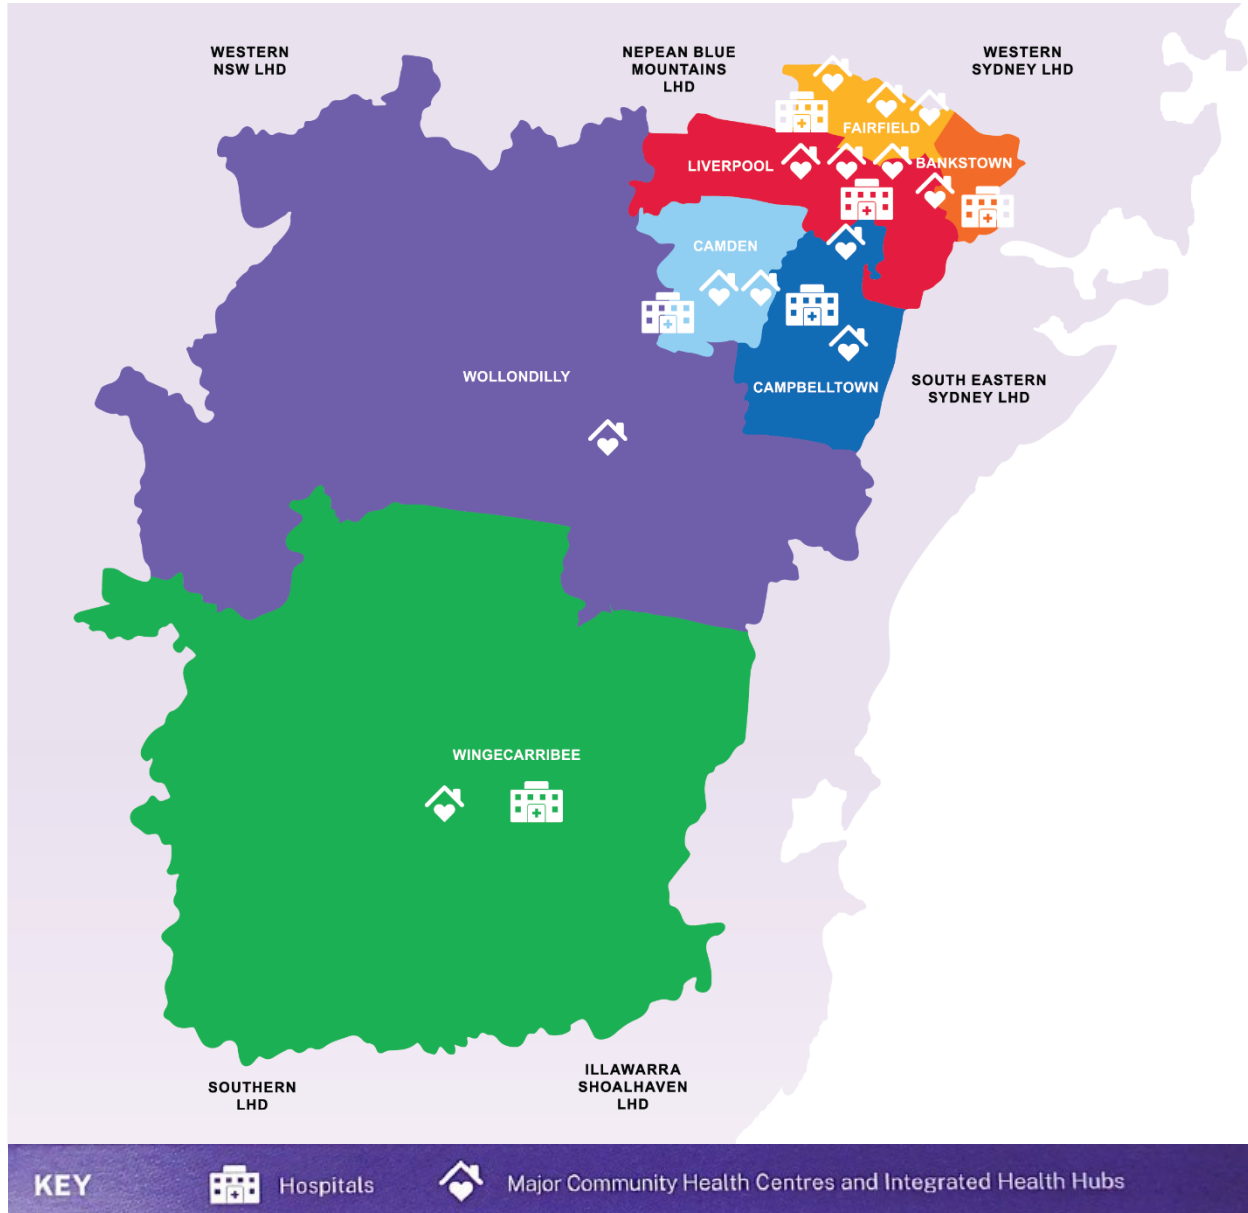 WESTERN
NSW LHD
NEPEAN BLUE
MOUNTAINS
LHD
WESTERN
SYDNEY LHD
FAIRFIELD
LIVERPOOL
BANKSTOWN
CAMDEN
WOLLONDILLY
CAMPBELLTOWN
SOUTH EASTERN
SYDNEY LHD
WINGECARRIBEE
SOUTHERN
LHD
ILLAWARRA
SHOALHAVEN
LHD
KEY
Hospitals
Major Community Health Centres and Integrated Health Hubs